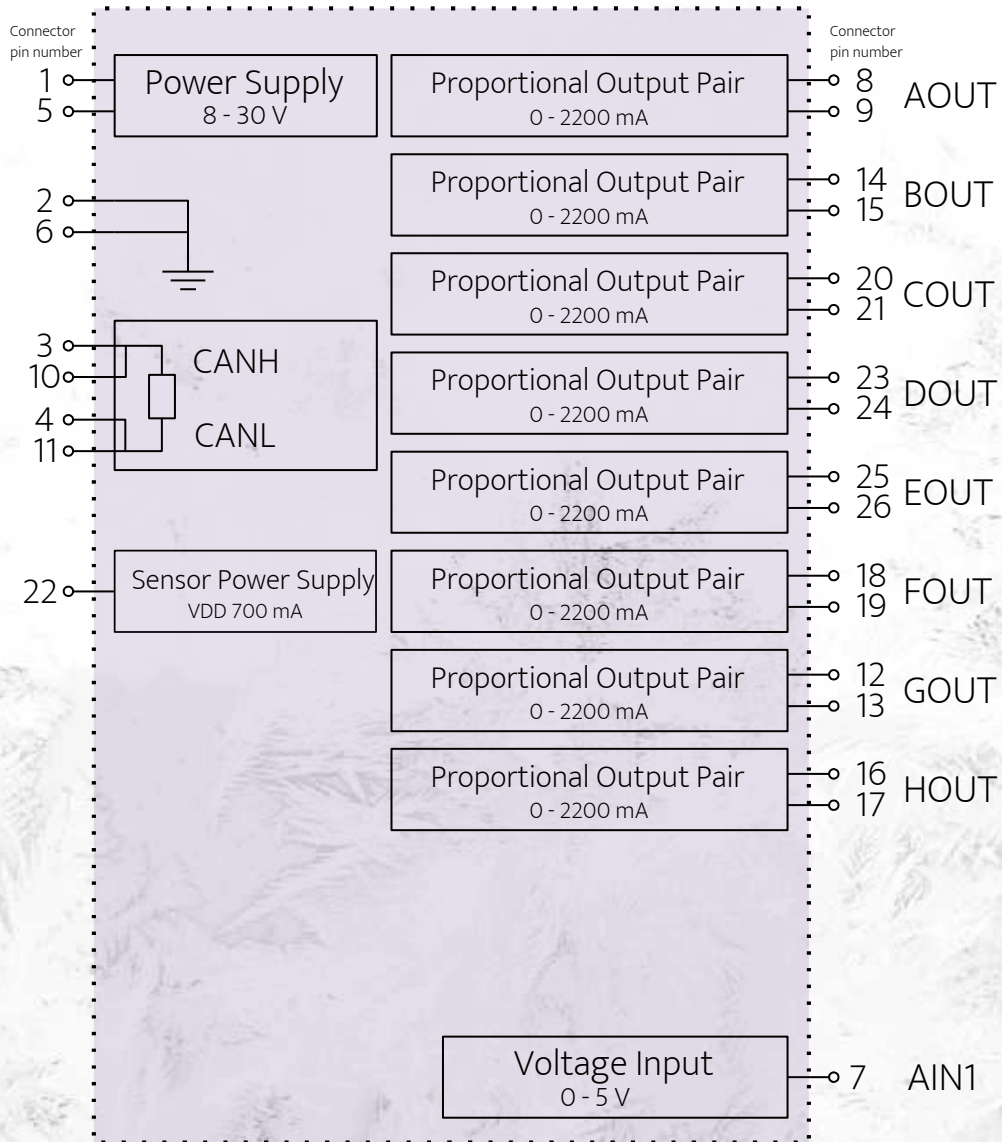 Connector
pin number
1
5
Power Supply
8 - 30 V
2
6
3
10
4
11
CANH
CANL
22
Sensor Power Supply
VDD 700 mA
Connector
pin number
Proportional Output Pair
0 - 2200 mA
8
9
AOUT
Proportional Output Pair
0 - 2200 mA
14
15
BOUT
Proportional Output Pair
0 - 2200 mA
20
21
COUT
Proportional Output Pair
0 - 2200 mA
23
24
DOUT
Proportional Output Pair
0 - 2200 mA
25
26
EOUT
Proportional Output Pair
0 - 2200 mA
18
19
FOUT
Proportional Output Pair
0 - 2200 mA
12
13
GOUT
Proportional Output Pair
0 - 2200 mA
16
17
HOUT
Voltage Input
0 - 5 V
7
AIN1